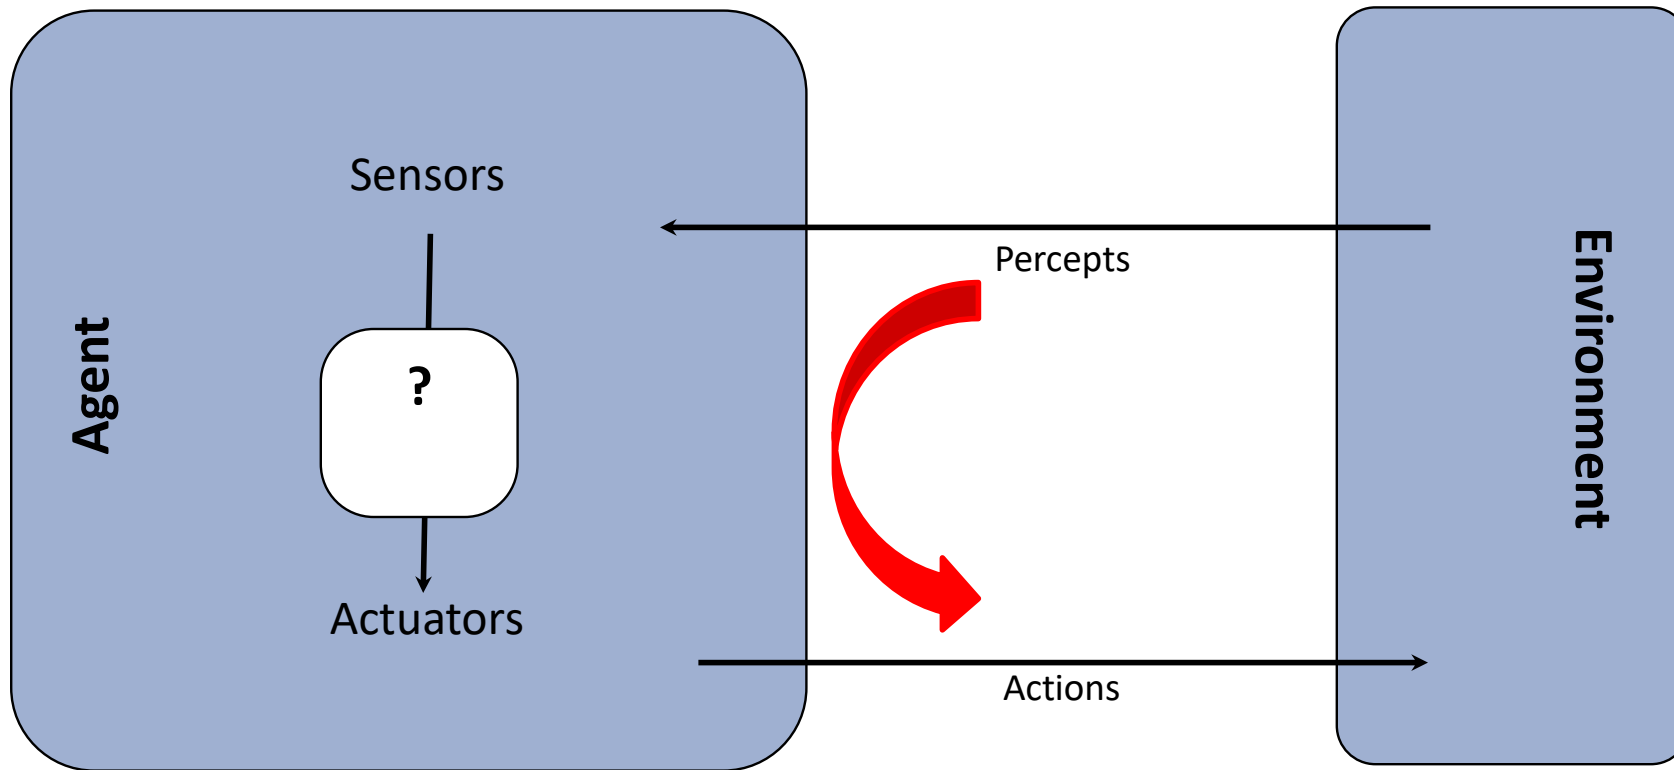 Sensors
Percepts
Agent
?
Environment
Actuators
Actions